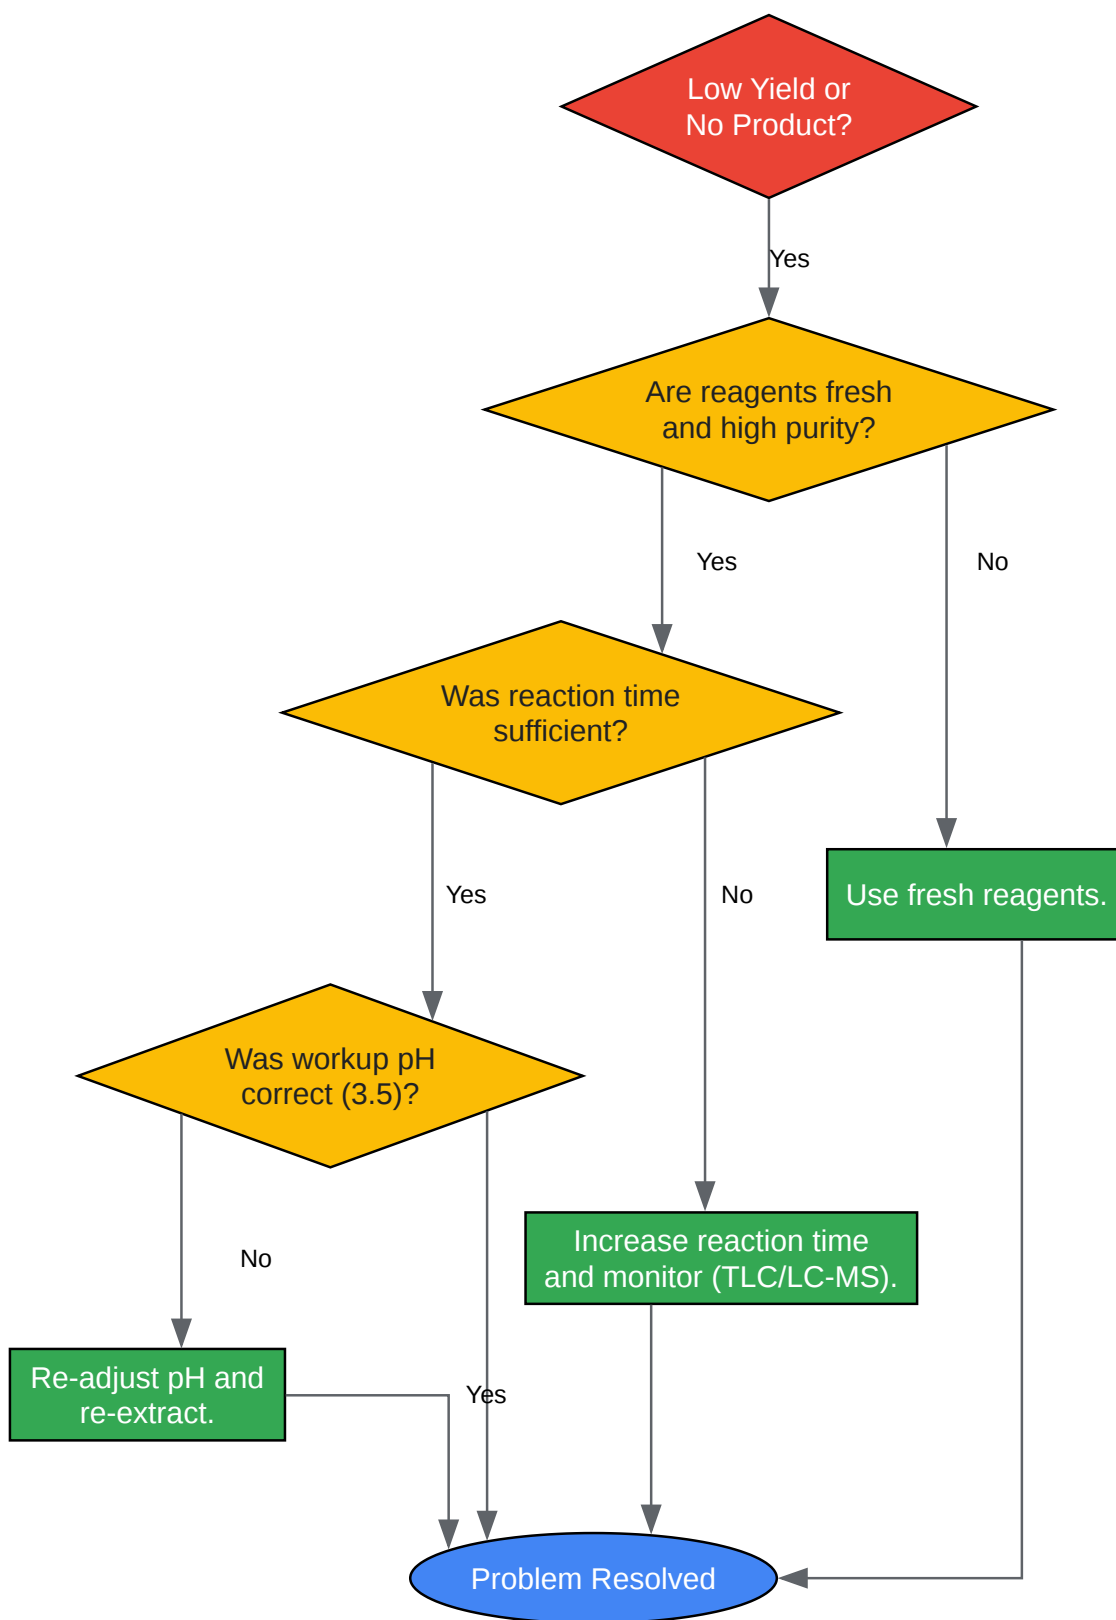 Low Yield or
No Product?
Yes
Are reagents fresh
and high purity?
Yes
No
Was reaction time
sufficient?
Yes
No
Use fresh reagents.
Was workup pH
correct (3.5)?
No
Increase reaction time
and monitor (TLC/LC-MS).
Re-adjust pH and
re-extract.
Yes
Problem Resolved